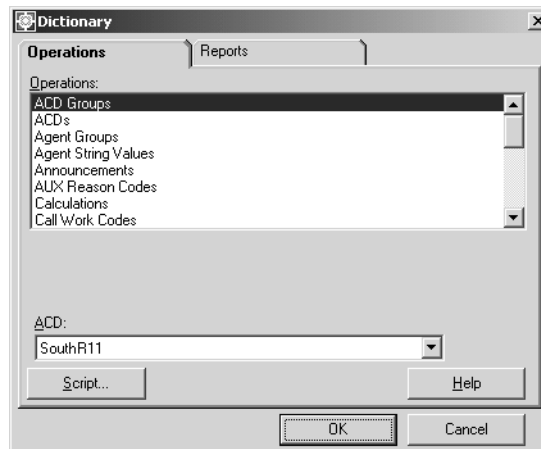 Dictionary
Operations Reports
Operations:
ACD Groups
ACDs
Agent Groups
Agent String Values
Announcements
AUX Reason Codes
Calculations
Call Work Codes
ACD:
SouthR11
Script... Help
OK Cancel